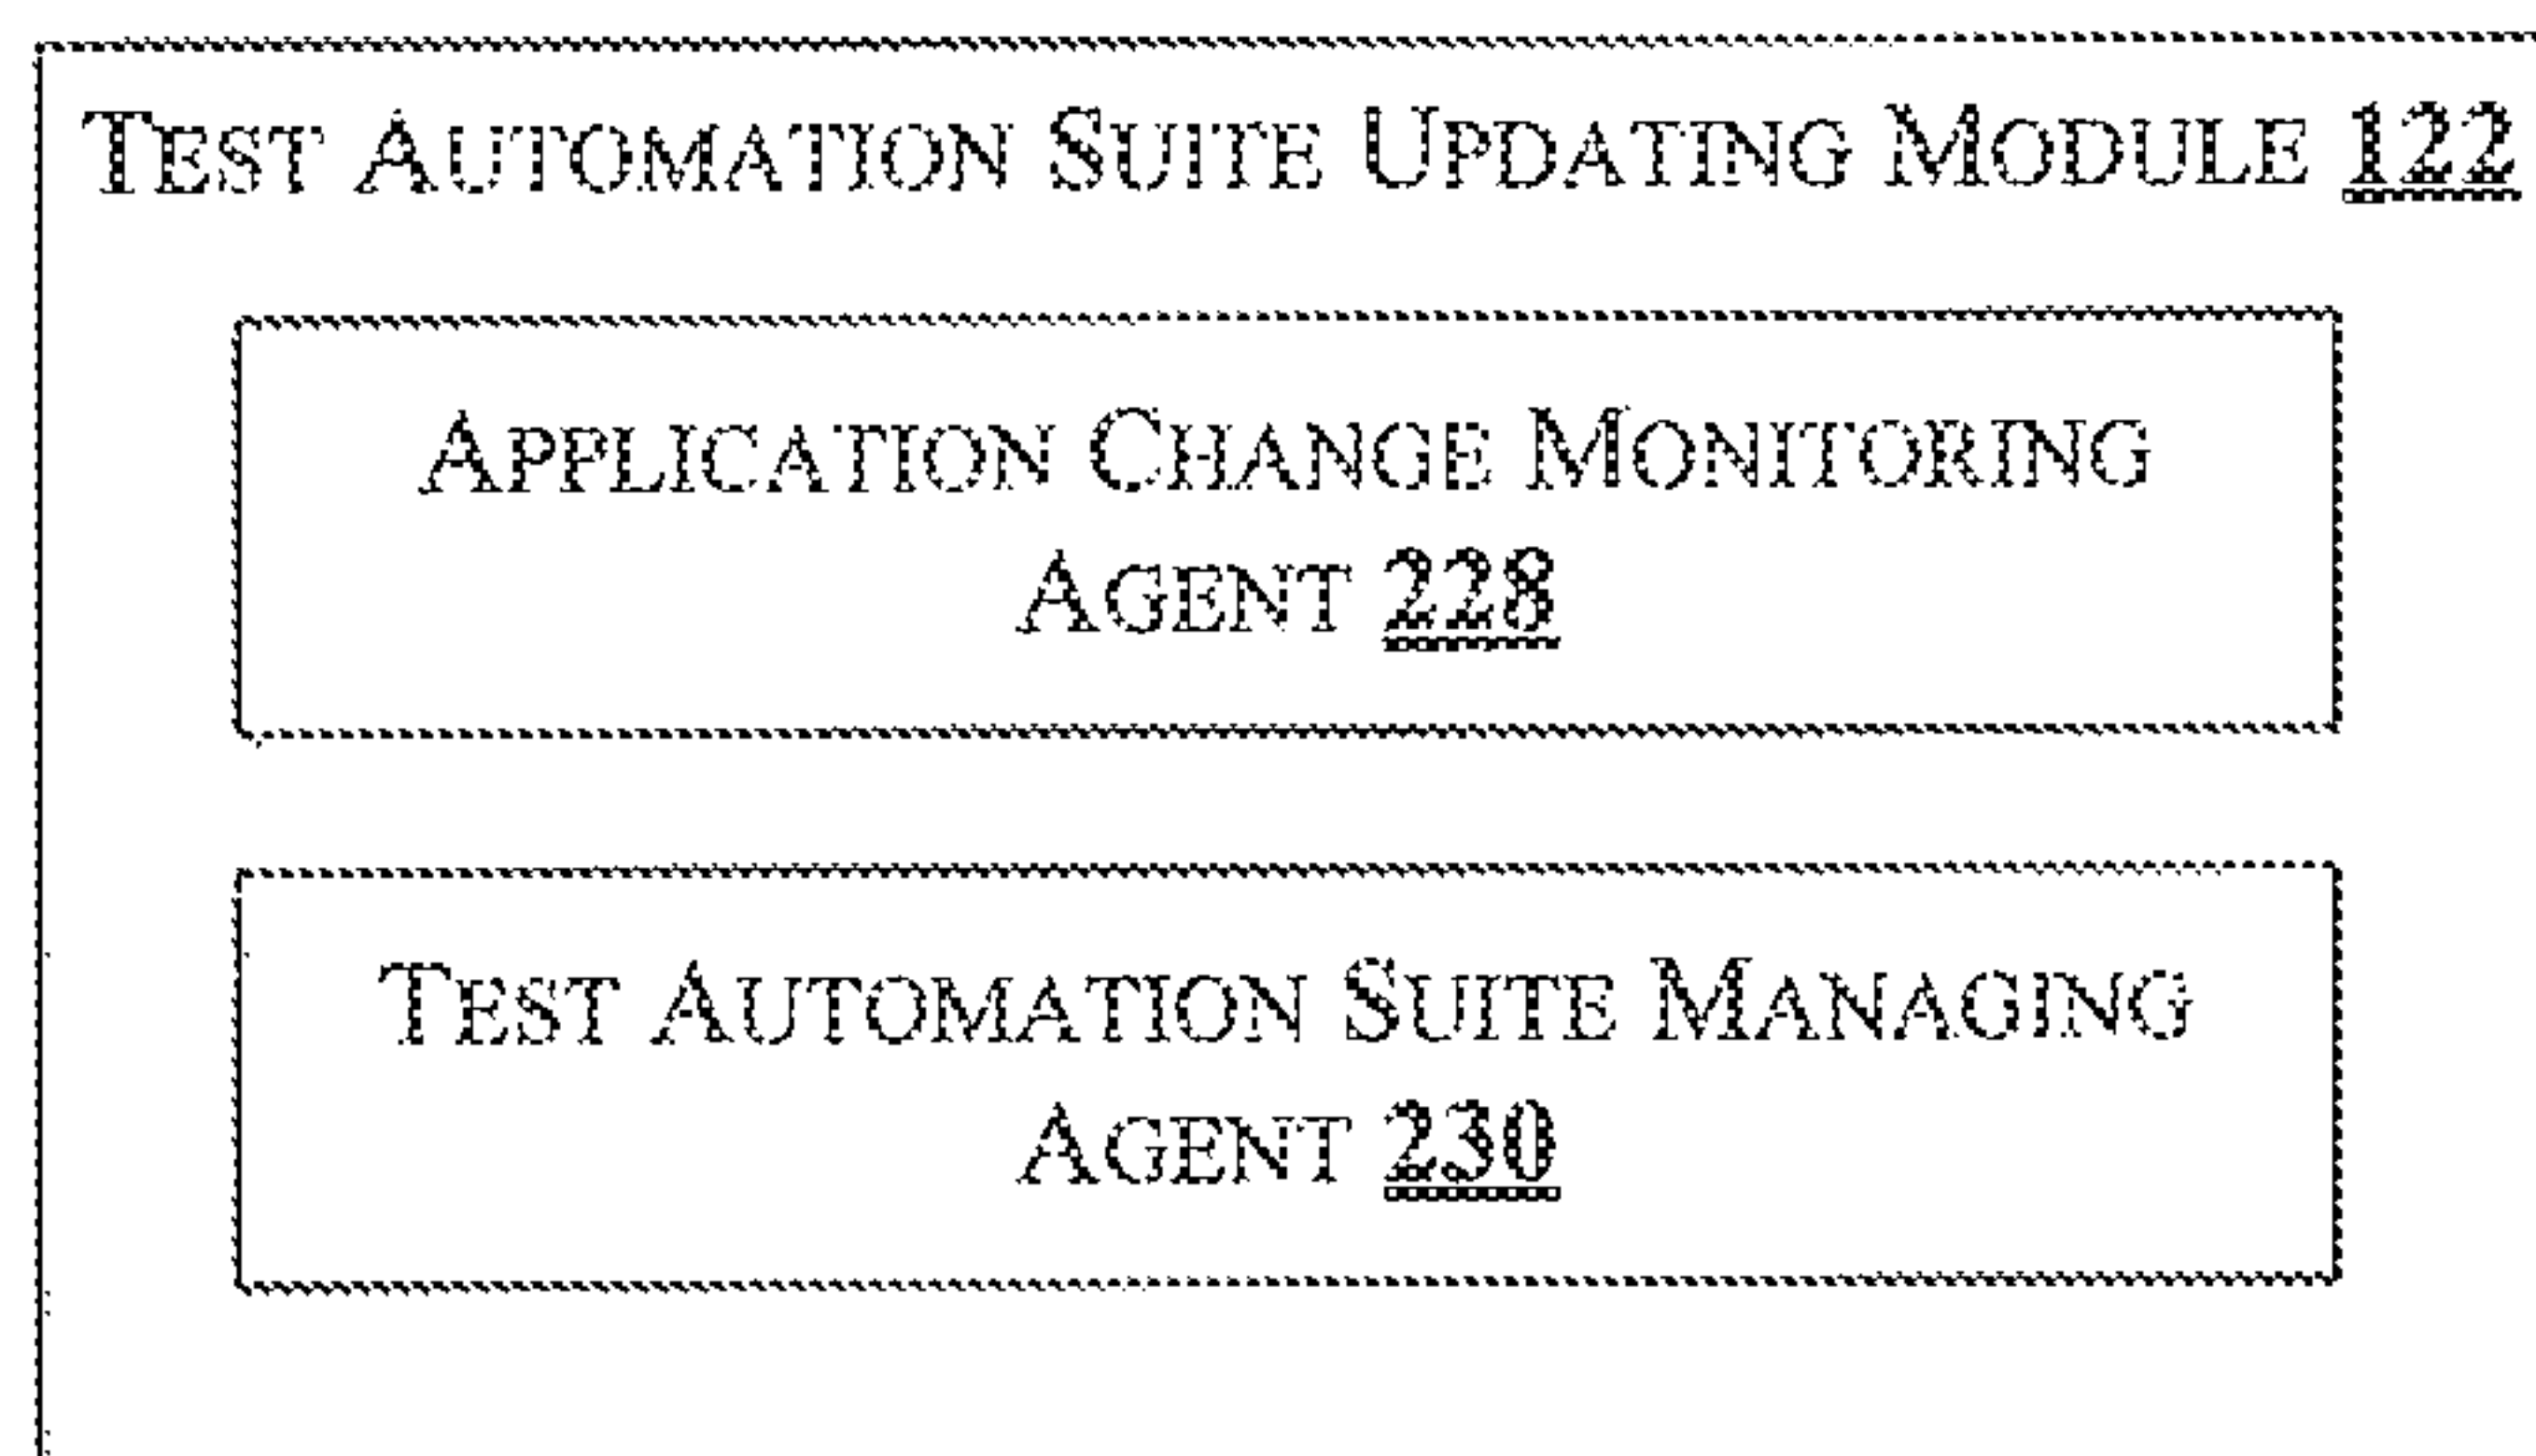 TEST AUTOMATION SUITE UPDATING MODULE 122
APPLICATION CHANGE MONITORING
AGENT 228
TEST AUTOMATION SUITE MANAGING
AGENT 230